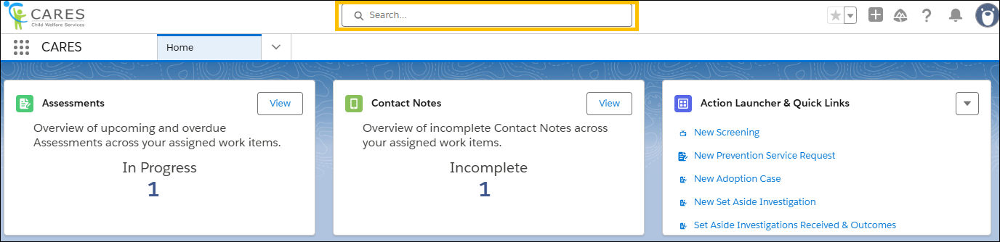 CARES
Child Welfare Services
Search...
CARES
Home
Assessments
View
Overview of upcoming and overdue
Assessments across your assigned work items.
In Progress
1
Contact Notes
View
Overview of incomplete Contact Notes across
your assigned work items.
Incomplete
1
Action Launcher & Quick Links
New Screening
New Prevention Service Request
New Adoption Case
New Set Aside Investigation
Set Aside Investigations Received & Outcomes